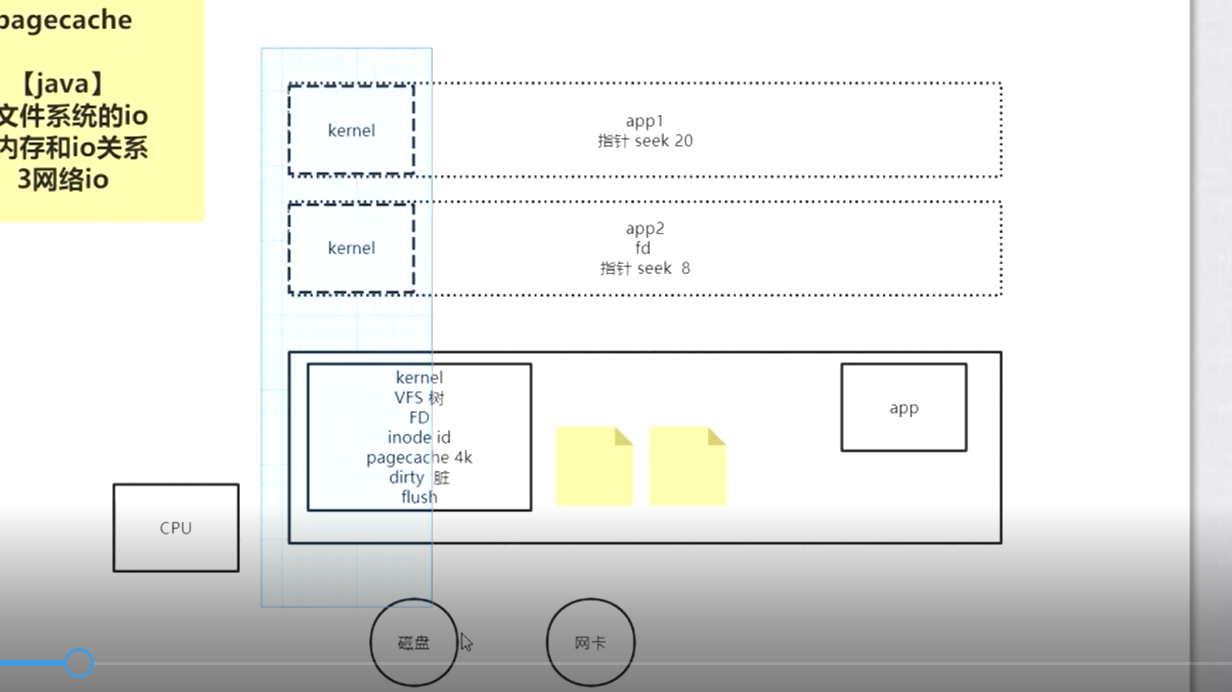 pagecache
【java】
文件系统的io
内存和io关系
3网络io
kernel
app1
指针 seek 20
kernel
app2
fd
指针 seek 8
kernel
VFS 树
FD
inode id
pagecache 4k
dirty 脏
flush
app
CPU
磁盘
网卡